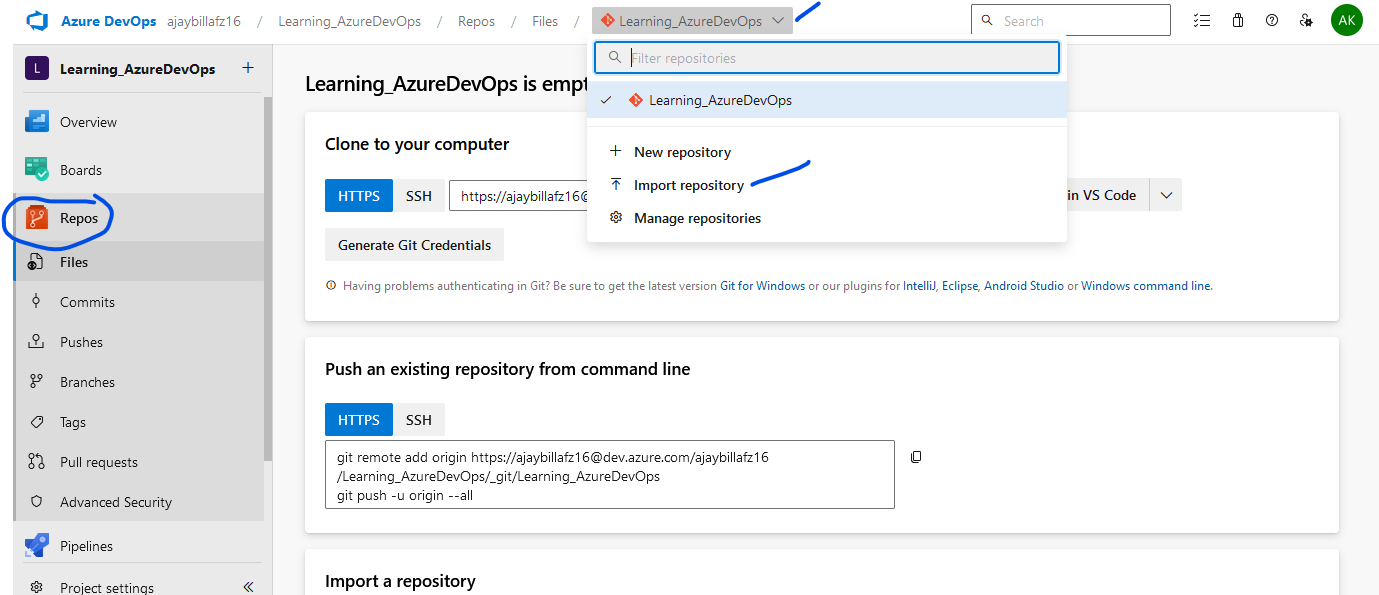 Azure DevOps ajaybillafz16 / Learning_AzureDevOps / Repos / Files / Learning_AzureDevOps
Search
AK
L Learning_AzureDevOps +
Overview
Boards
Repos
Files
Commits
Pushes
Branches
Tags
Pull requests
Advanced Security
Pipelines
Project settings
Filter repositories
Learning_AzureDevOps
New repository
Import repository
Manage repositories
Learning_AzureDevOps is empt
Clone to your computer
HTTPS SSH https://ajaybillafz16@ in VS Code
Generate Git Credentials
Having problems authenticating in Git? Be sure to get the latest version Git for Windows or our plugins for IntelliJ, Eclipse, Android Studio or Windows command line.
Push an existing repository from command line
HTTPS SSH
git remote add origin https://ajaybillafz16@dev.azure.com/ajaybillafz16
/Learning_AzureDevOps/_git/Learning_AzureDevOps
git push -u origin --all
Import a repository